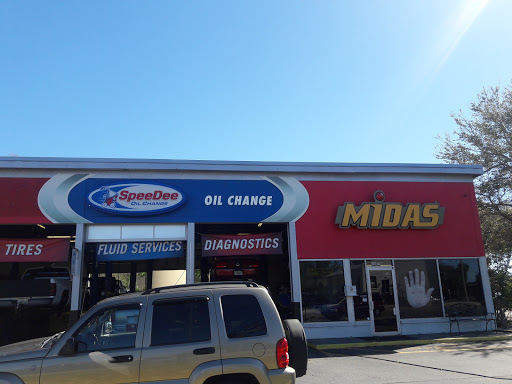 SpeeDee
OIL CHANGE
OIL CHANGE
MIDAS
TIRES
FLUID SERVICES
DIAGNOSTICS